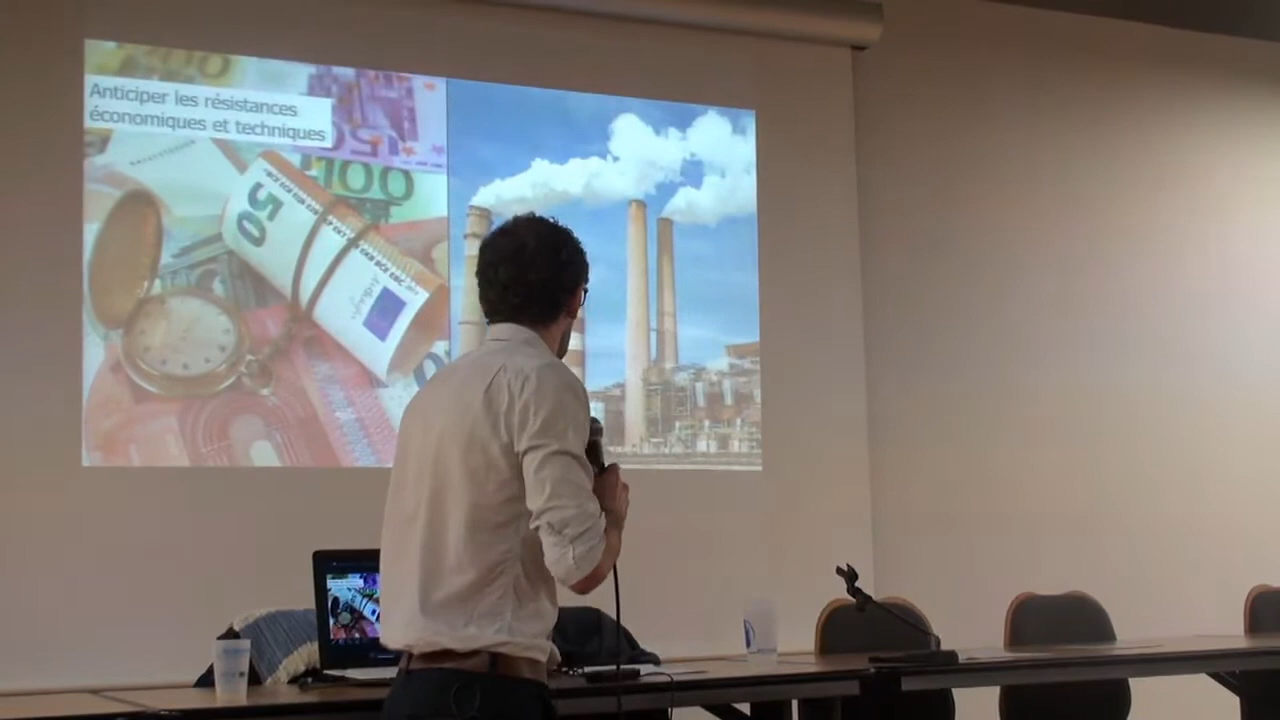 Anticiper les résistances
économiques et techniques
100
50